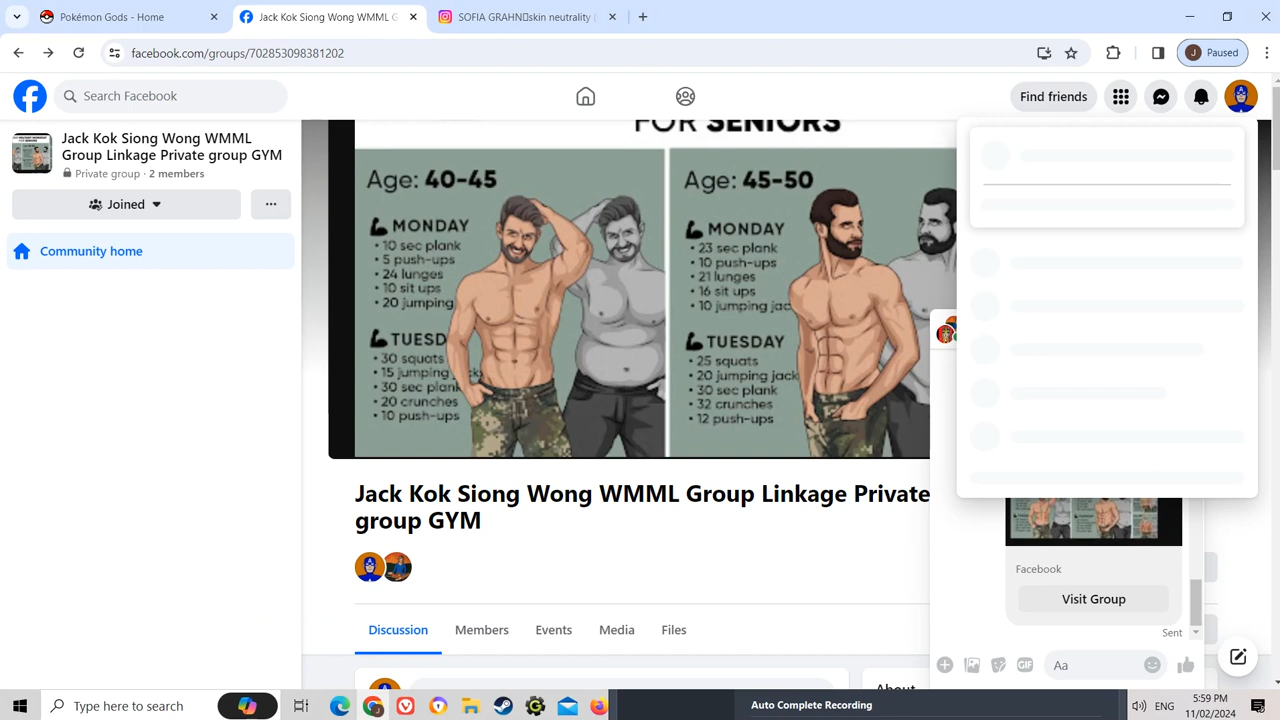 Pokémon Gods - Home
Jack Kok Siong Wong WMML G
SOFIA GRAHN skin neutrality (
facebook.com/groups/702853098381202
J Paused
Search Facebook
Find friends
Jack Kok Siong Wong WMML
Group Linkage Private group GYM
Private group · 2 members
Joined
Community home
FOR SENIORS
Age: 40-45
MONDAY
• 10 sec plank
• 5 push-ups
• 24 lunges
• 10 sit ups
• 20 jumping
TUESD
• 30 squats
• 15 jumping jacks
• 30 sec plank
• 20 crunches
• 10 push-ups
Age: 45-50
MONDAY
• 23 sec plank
• 10 push-ups
• 21 lunges
• 16 sit ups
• 10 jumping jac
TUESDAY
• 25 squats
• 20 jumping jack
• 30 sec plank
• 32 crunches
• 12 push-ups
Jack Kok Siong Wong WMML Group Linkage Private
group GYM
Discussion
Members
Events
Media
Files
About
Facebook
Visit Group
Sent
GIF
Aa
Type here to search
Auto Complete Recording
ENG
5:59 PM
11/02/2024